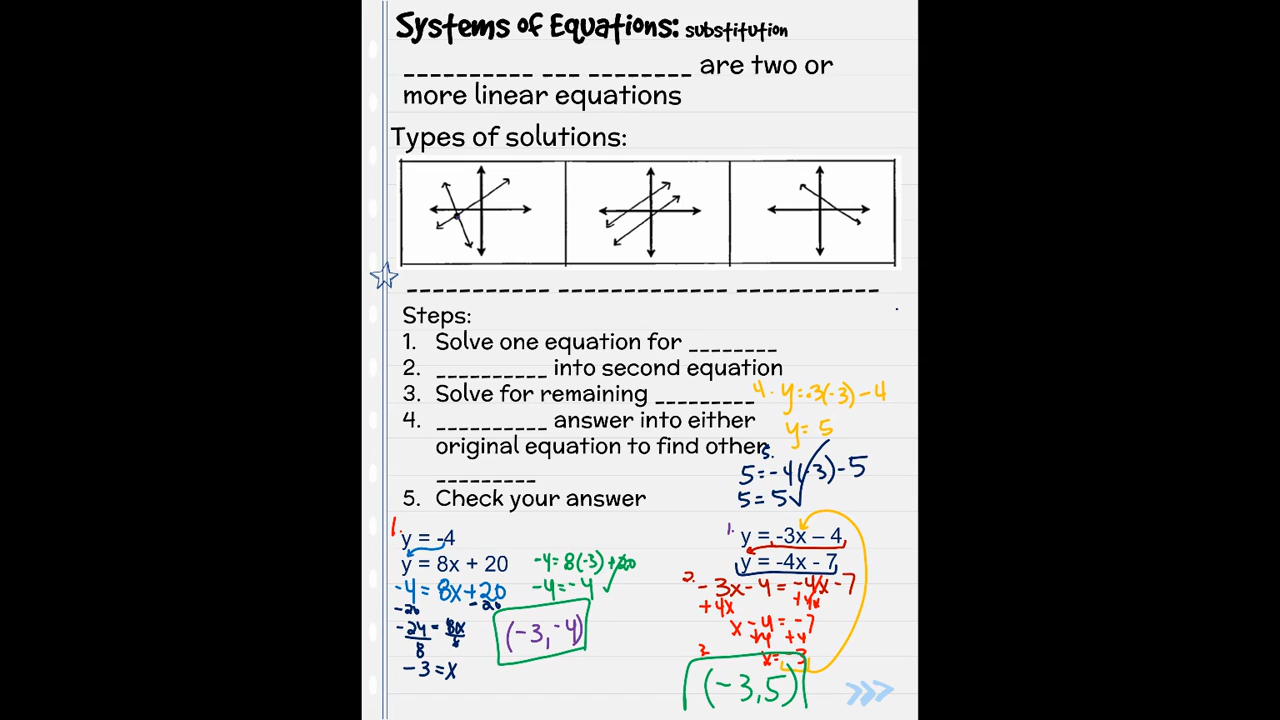 Systems of Equations: substitution
__________ ___ ________ are two or
more linear equations
Types of solutions:
___________ _____________ ___________
Steps:
1. Solve one equation for ________
2. __________ into second equation
3. Solve for remaining _________
4. __________ answer into either
original equation to find other
_________
5. Check your answer
4. y=-3(-3)-4
y=5
5.
5=-4(-3)-5
5=5✓
1.
y = -4
y = 8x + 20
-4=8x+20
-20 -20
-24=8x
8 8
-3=x
-4=8(-3)+20
-4=-4 ✓
(-3,-4)
1.
y = -3x – 4
y = -4x - 7
2. -3x-4=-4x-7
+4x +4x
x-4=-7
+4 +4
3. x=-3
(-3,5)